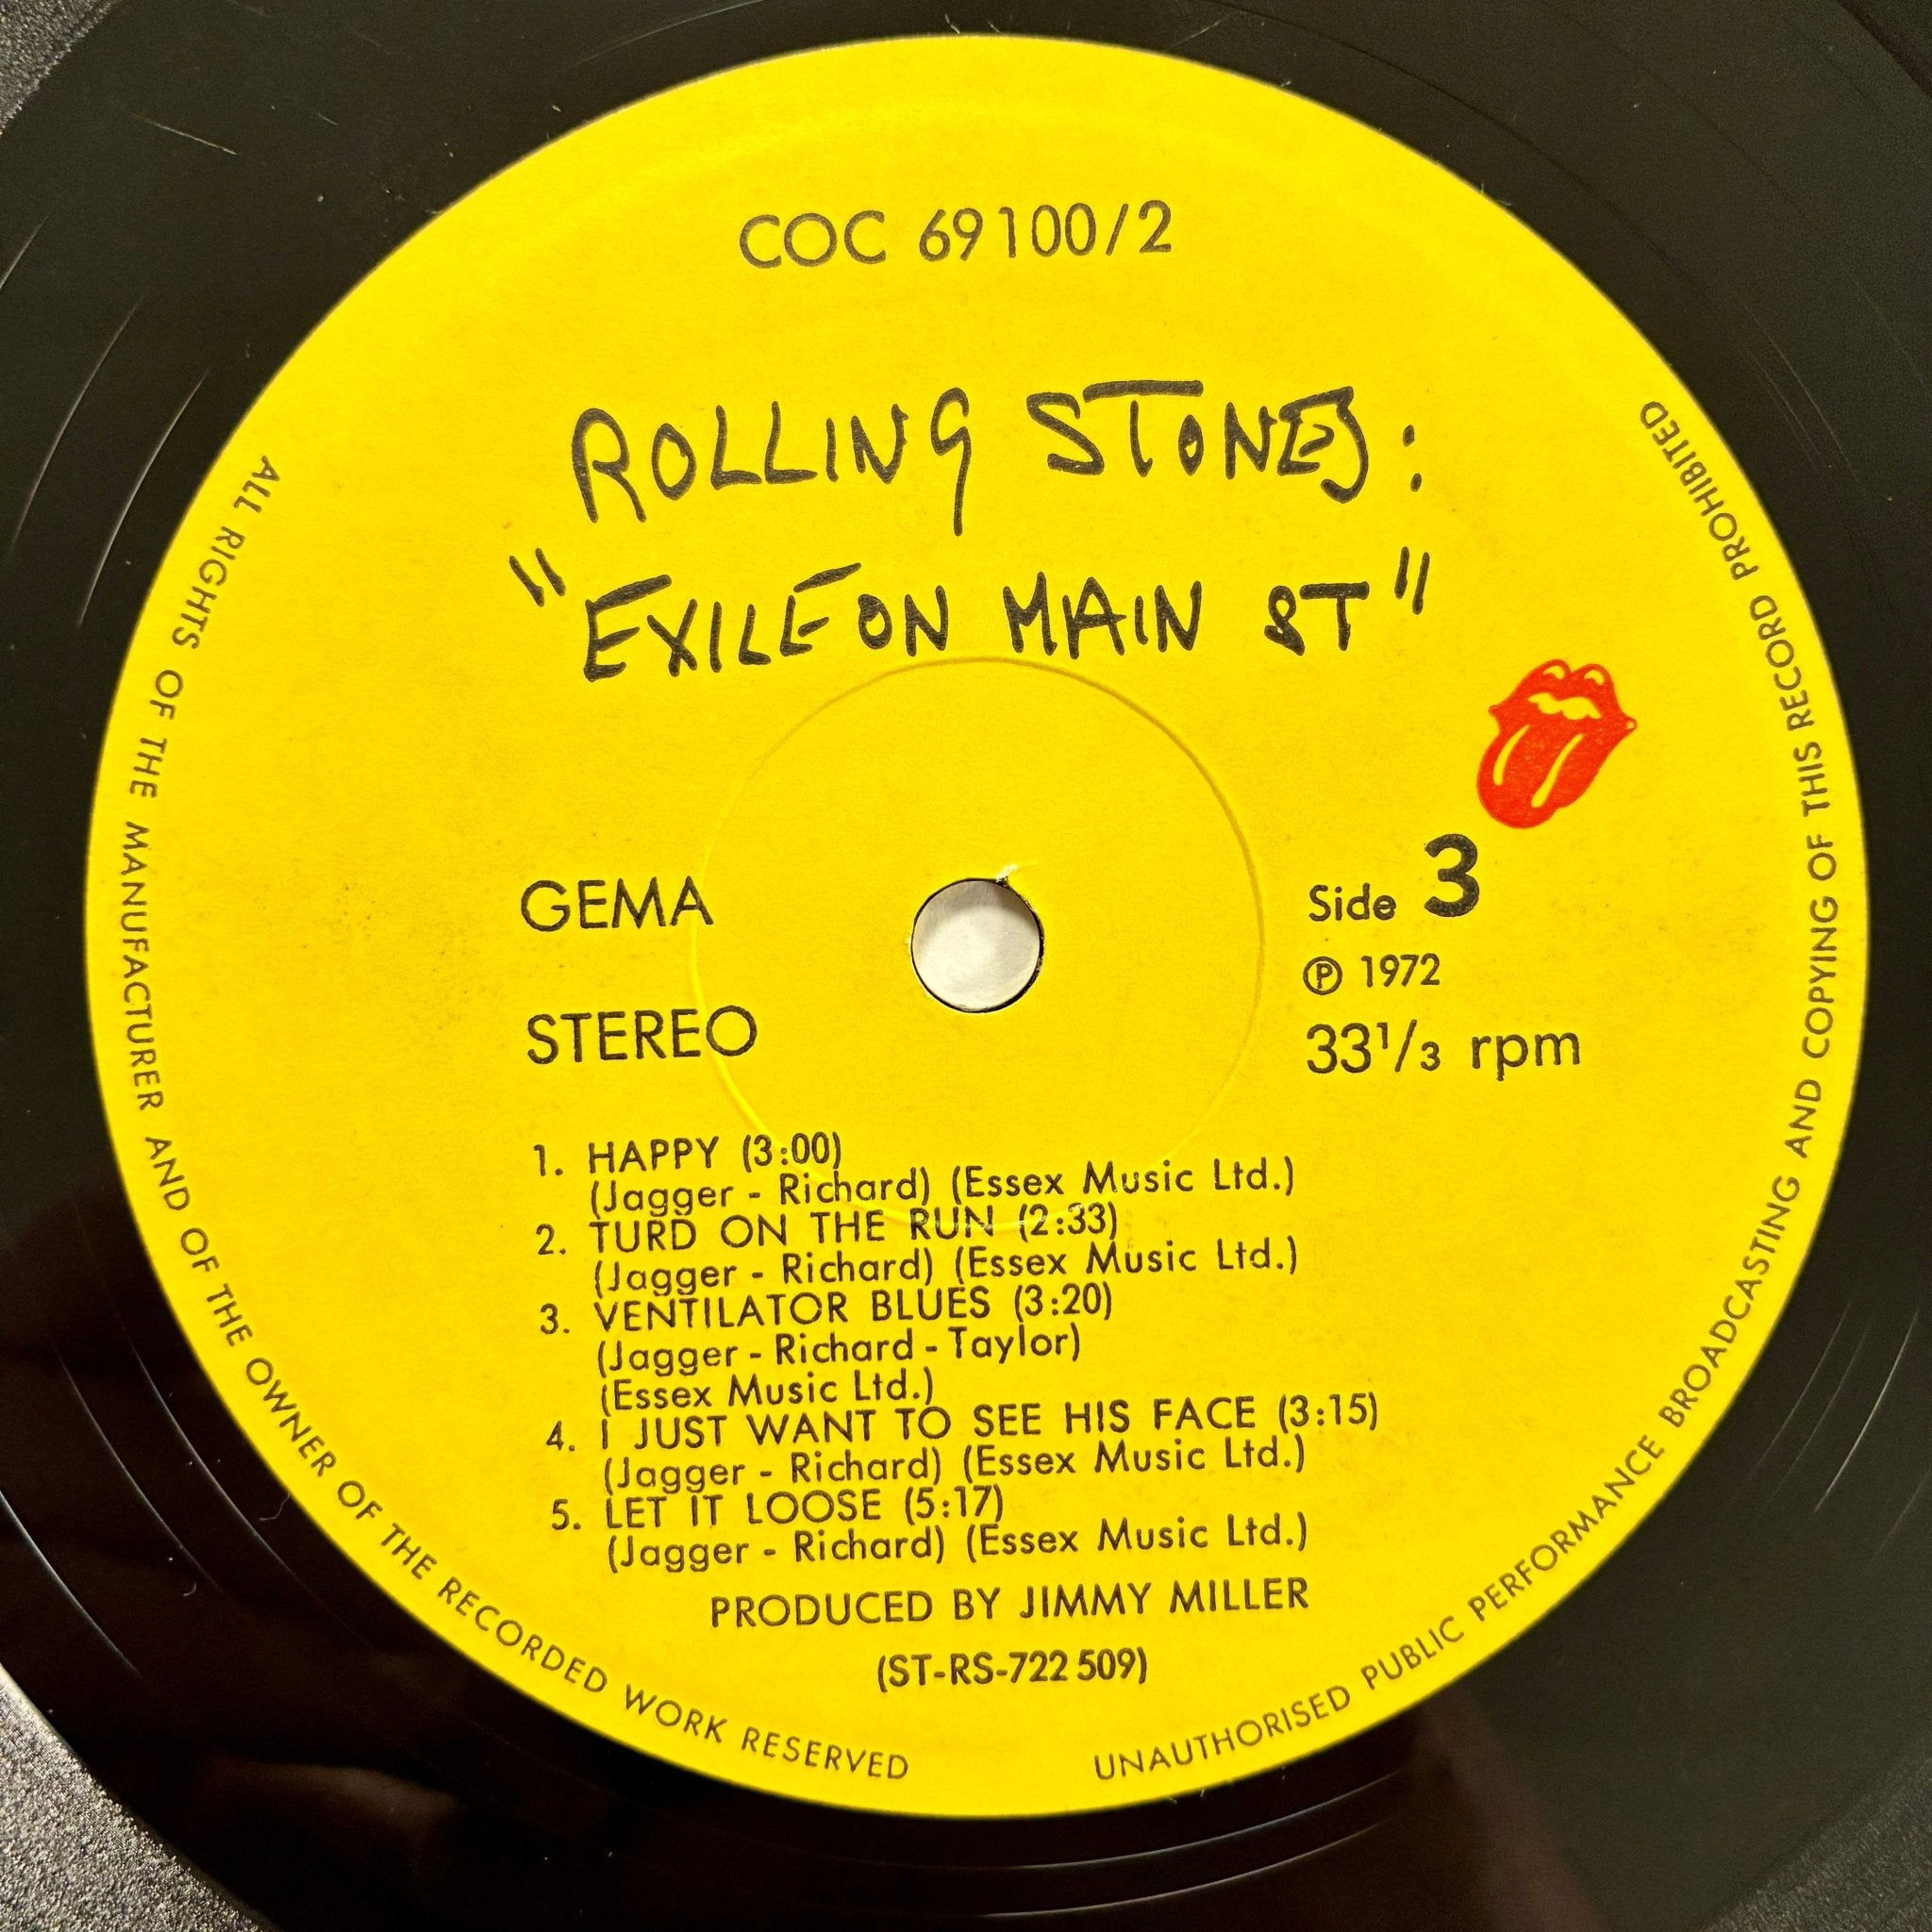 COC 69100/2
ROLLING STONES:
"EXILE ON MAIN ST"
GEMA
STEREO
Side 3
℗ 1972
33 1/3 rpm
1. HAPPY (3:00)
(Jagger - Richard) (Essex Music Ltd.)
2. TURD ON THE RUN (2:33)
(Jagger - Richard) (Essex Music Ltd.)
3. VENTILATOR BLUES (3:20)
(Jagger - Richard - Taylor)
(Essex Music Ltd.)
4. I JUST WANT TO SEE HIS FACE (3:15)
(Jagger - Richard) (Essex Music Ltd.)
5. LET IT LOOSE (5:17)
(Jagger - Richard) (Essex Music Ltd.)
PRODUCED BY JIMMY MILLER
(ST-RS-722 509)
ALL RIGHTS OF THE MANUFACTURER AND OF THE OWNER OF THE RECORDED WORK RESERVED
UNAUTHORISED PUBLIC PERFORMANCE BROADCASTING AND COPYING OF THIS RECORD PROHIBITED